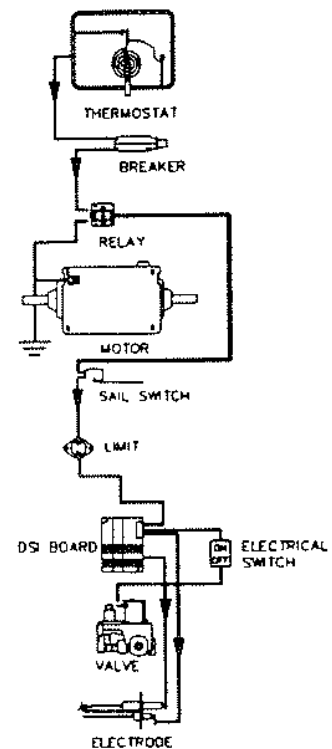 THERMOSTAT
BREAKER
RELAY
MOTOR
SAIL SWITCH
LIMIT
DSI BOARD
ON
OFF
ELECTRICAL
SWITCH
VALVE
ELECTRODE